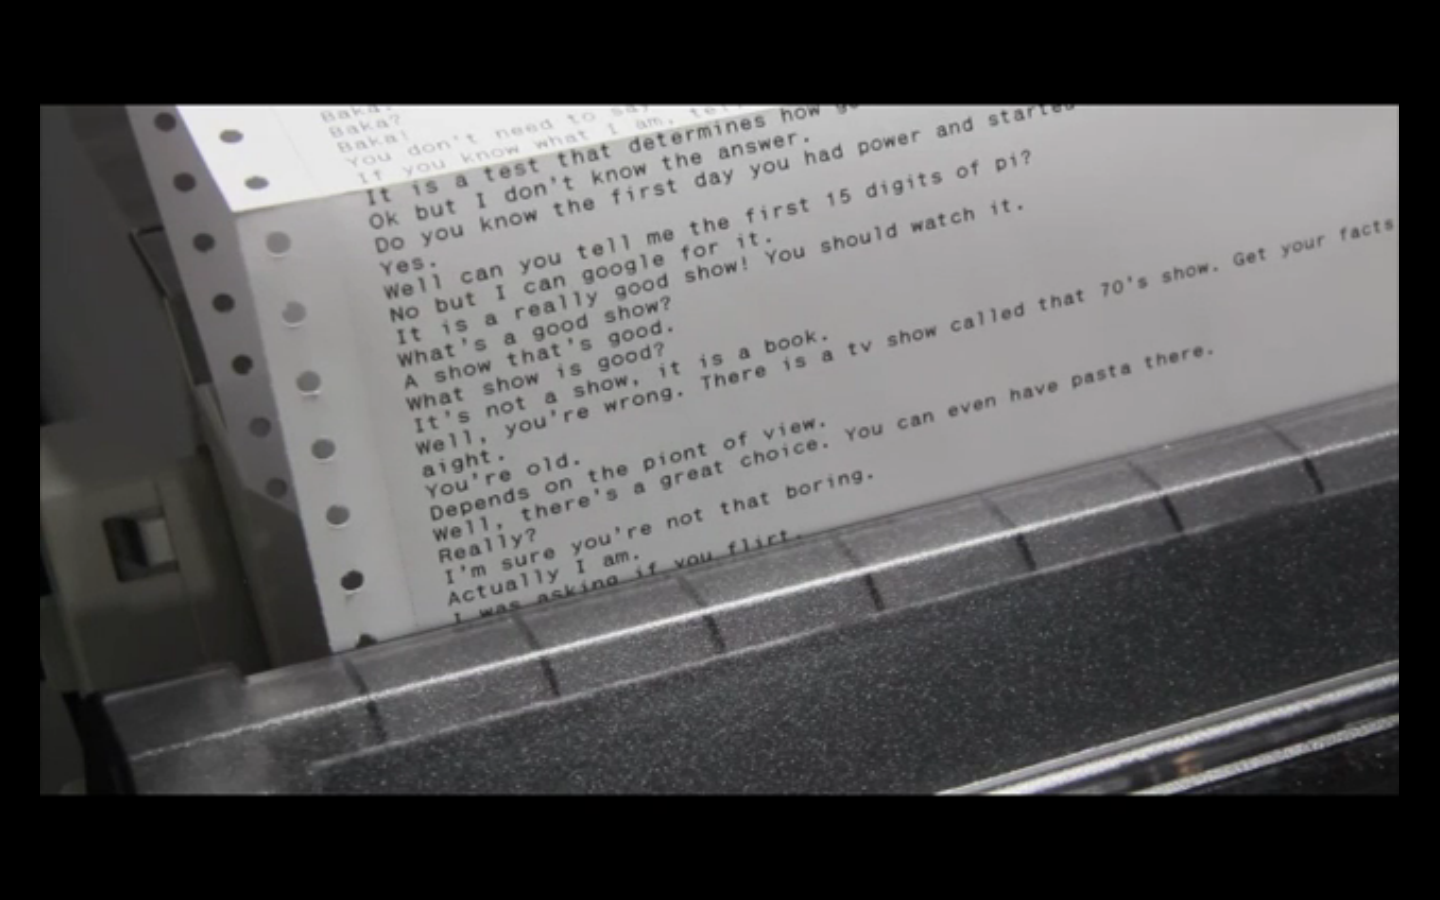 Baka.
Baka?
Baka!
You don't need to say
If you know what I am,
It is a test that determines how
Ok but I don't know the answer.
Do you know the first day you had power and started
Yes.
Well can you tell me the first 15 digits of pi?
No but I can google for it.
It is a really good show! You should watch it.
What's a good show?
A show that's good.
What show is good?
It's not a show, it is a book.
Well, you're wrong. There is a tv show called that 70's show. Get your facts
aight.
You're old.
Depends on the piont of view.
Well, there's a great choice. You can even have pasta there.
Really?
I'm sure you're not that boring.
Actually I am.
I was asking if you flirt.